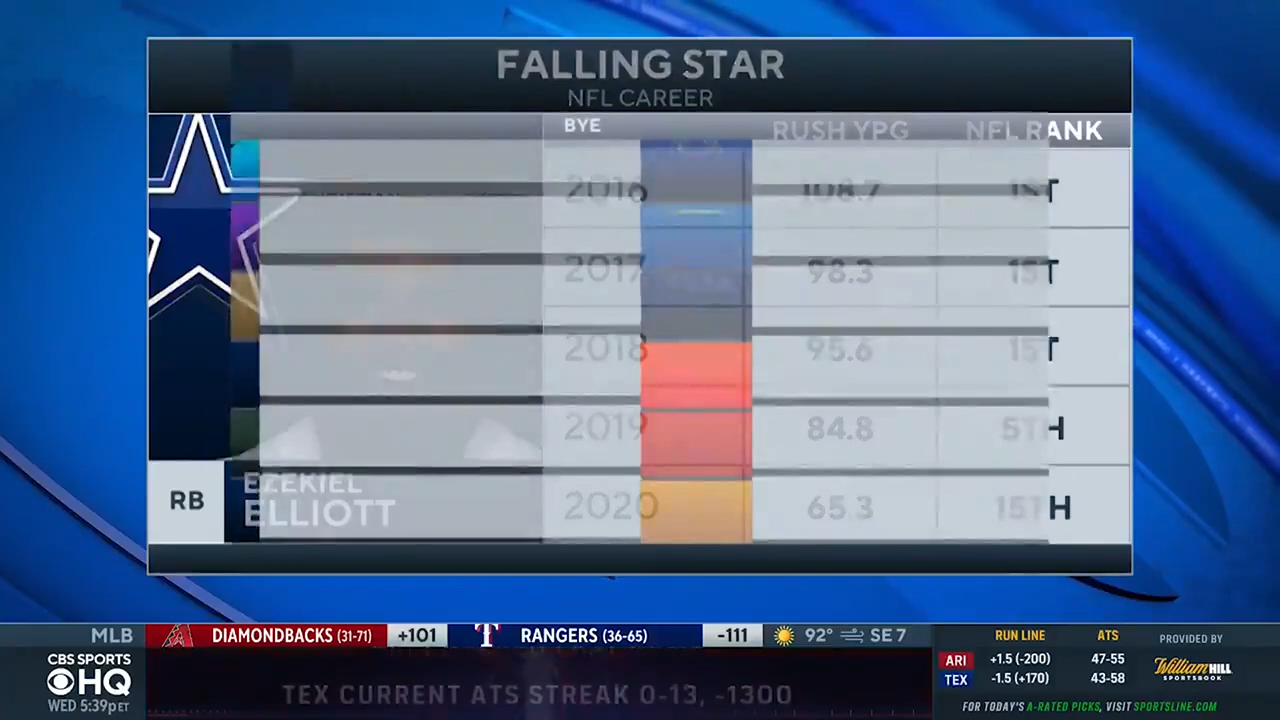 FALLING STAR
NFL CAREER
BYE RUSH YPG NFL RANK
2016 108.7 1ST
2017 98.3 1ST
2018 95.6 1ST
2019 84.8 5TH
2020 65.3 15TH
RB EZEKIEL
ELLIOTT
MLB DIAMONDBACKS (31-71) +101 T RANGERS (36-65) -111 92° SE 7
CBS SPORTS
HQ
WED 5:39PET
TEX CURRENT ATS STREAK 0-13, -1300
RUN LINE ATS
ARI +1.5 (-200) 47-55
TEX -1.5 (+170) 43-58
PROVIDED BY
William HILL
SPORTSBOOK
FOR TODAY'S A-RATED PICKS, VISIT SPORTSLINE.COM